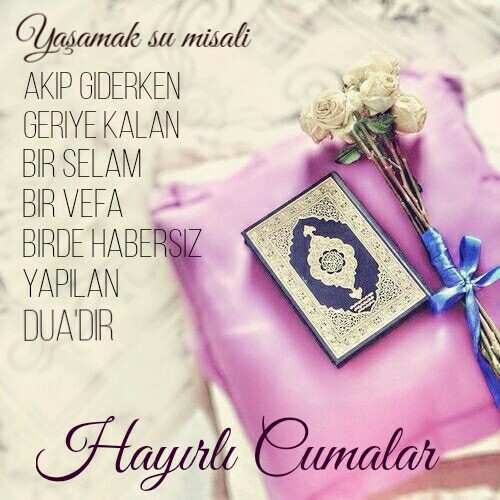 Yaşamak su misali
AKIP GIDERKEN
GERIYE KALAN
BIR SELAM
BIR VEFA
BIRDE HABERSIZ
YAPILAN
DUA'DIR
Hayırlı Cumalar